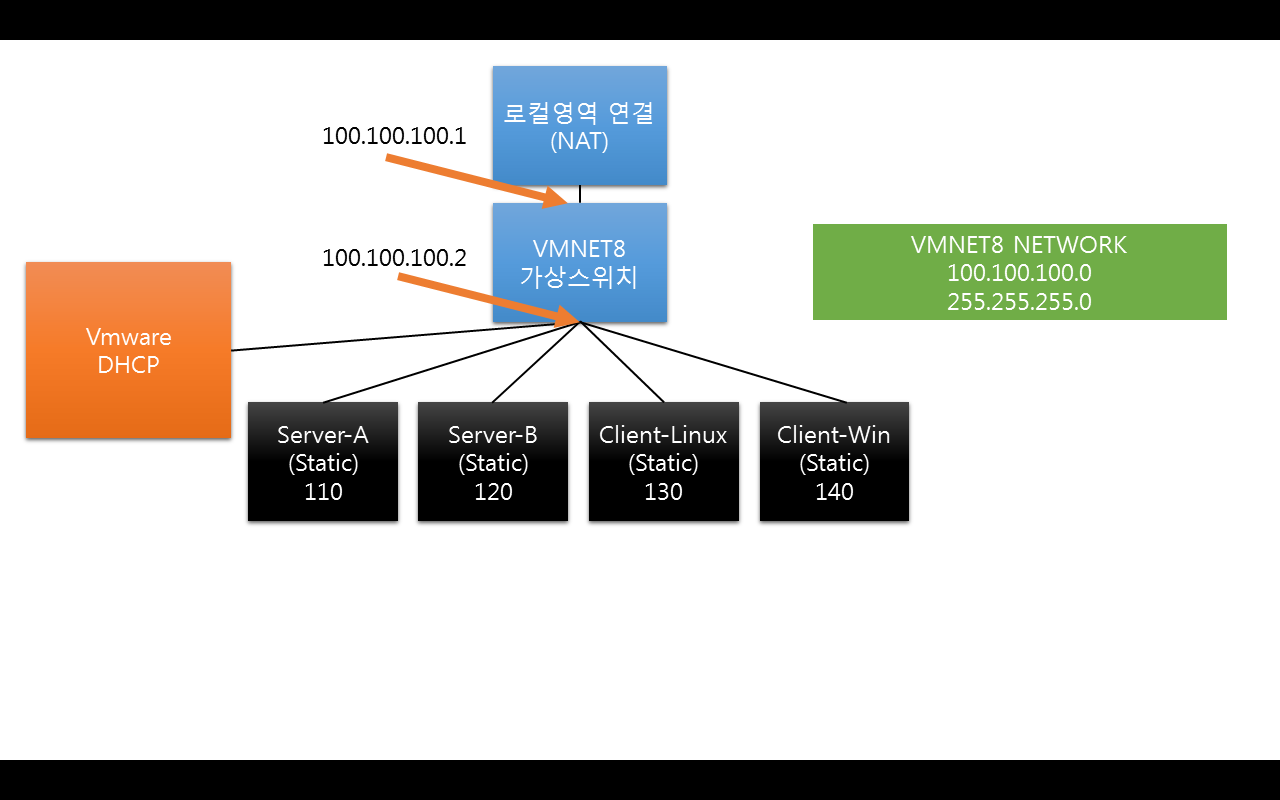 로컬영역 연결
(NAT)
100.100.100.1
VMNET8
가상스위치
100.100.100.2
VMNET8 NETWORK
100.100.100.0
255.255.255.0
Vmware
DHCP
Server-A
(Static)
110
Server-B
(Static)
120
Client-Linux
(Static)
130
Client-Win
(Static)
140